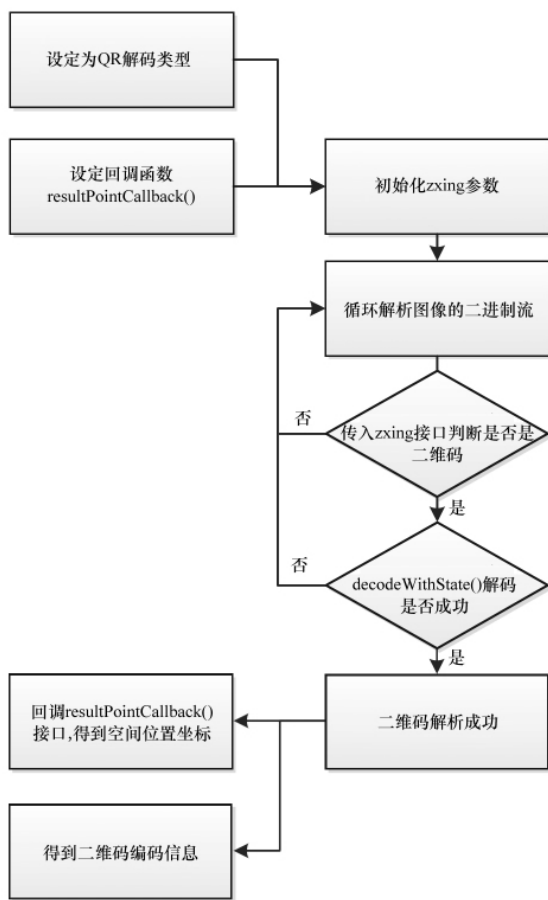 设定为QR解码类型
设定回调函数
resultPointCallback()
初始化zxing参数
循环解析图像的二进制流
否
传入zxing接口判断是否是
二维码
是
否
decodeWithState()解码
是否成功
是
回调resultPointCallback()
接口,得到空间位置坐标
二维码解析成功
得到二维码编码信息